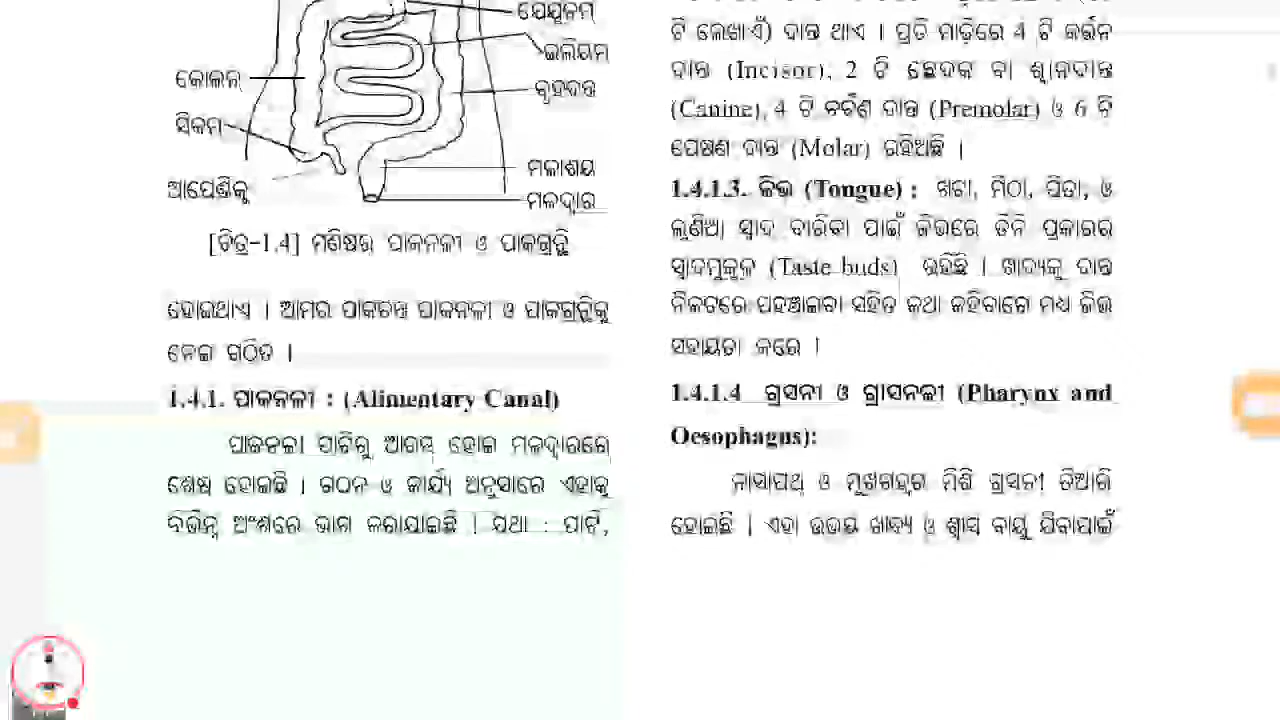 ଯେଜୁନମ୍
ଇଲିୟମ୍
କୋଲନ୍
ବୃହଦନ୍ତ୍ର
ସିକମ୍
ମଳାଶୟ
ଆପେଣ୍ଡିକ୍ସ
ମଳଦ୍ୱାର
[ଚିତ୍ର-1.4] ମଣିଷର ପାକନଳୀ ଓ ପାକଗ୍ରନ୍ଥି
ହୋଇଥାଏ । ଆମର ପାକତନ୍ତ୍ର ପାକନଳୀ ଓ ପାକଗ୍ରନ୍ଥିକୁ
ନେଇ ଗଠିତ ।
1.4.1. ପାକନଳୀ : (Alimentary Canal)
ପାକନଳୀ ପାଟିରୁ ଆରମ୍ଭ ହୋଇ ମଳଦ୍ୱାରରେ
ଶେଷ ହୋଇଛି । ଗଠନ ଓ କାର୍ଯ୍ୟ ଅନୁସାରେ ଏହାକୁ
ବିଭିନ୍ନ ଅଂଶରେ ଭାଗ କରାଯାଇଛି । ଯଥା : ପାଟି,
ଟି ଲେଖାଏଁ) ଦାନ୍ତ ଥାଏ । ପ୍ରତି ମାଢ଼ିରେ 4 ଟି କର୍ତ୍ତନ
ଦାନ୍ତ (Incisor), 2 ଟି ଛେଦକ ବା ଶ୍ୱାନଦାନ୍ତ
(Canine), 4 ଟି ଚର୍ବଣ ଦାନ୍ତ (Premolar) ଓ 6 ଟି
ପେଷଣ ଦାନ୍ତ (Molar) ରହିଅଛି ।
1.4.1.3. ଜିଭ (Tongue) : ଖଟା, ମିଠା, ପିତା, ଓ
ଲୁଣିଆ ସ୍ୱାଦ ବାରିବା ପାଇଁ ଜିଭରେ ତିନି ପ୍ରକାରର
ସ୍ୱାଦମୁକୁଳ (Taste buds) ରହିଛି । ଖାଦ୍ୟକୁ ଦାନ୍ତ
ନିକଟରେ ପହଞ୍ଚାଇବା ସହିତ କଥା କହିବାରେ ମଧ୍ୟ ଜିଭ
ସହାୟତା କରେ ।
1.4.1.4 ଗ୍ରସନୀ ଓ ଗ୍ରାସନଳୀ (Pharynx and
Oesophagus):
ନାସାପଥ ଓ ମୁଖଗହ୍ୱର ମିଶି ଗ୍ରସନୀ ତିଆରି
ହୋଇଛି । ଏହା ଉଭୟ ଖାଦ୍ୟ ଓ ଶ୍ୱାସ ବାୟୁ ଯିବାପାଇଁ